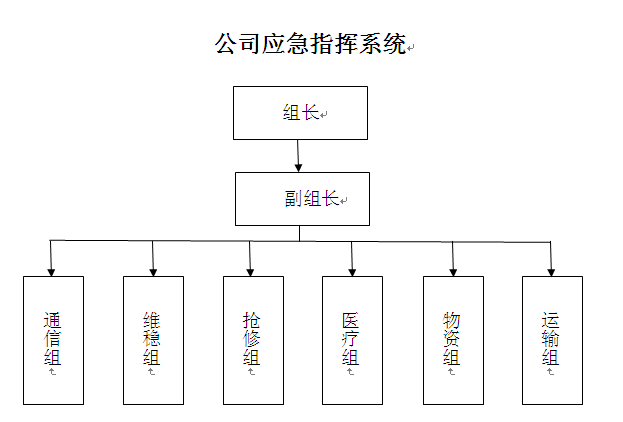 公司应急指挥系统
组长
副组长
通信组
维稳组
抢修组
医疗组
物资组
运输组